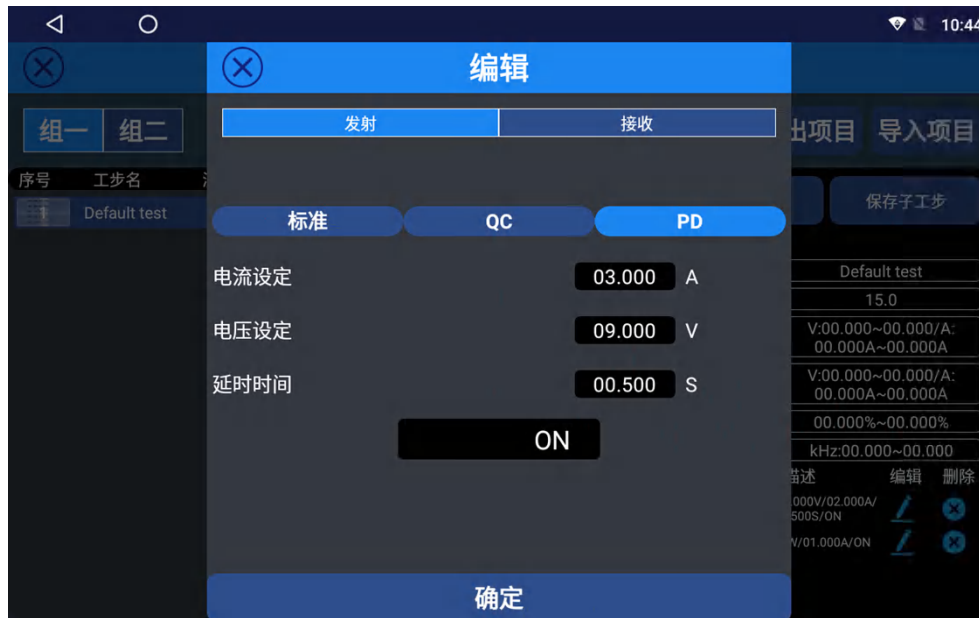 10:44
编辑
组一 组二
发射 接收
出项目 导入项目
序号 工步名
1 Default test
保存子工步
标准 QC PD
电流设定 03.000 A
电压设定 09.000 V
延时时间 00.500 S
ON
确定
Default test
15.0
V:00.000~00.000/A:
00.000A~00.000A
V:00.000~00.000/A:
00.000A~00.000A
00.000%~00.000%
kHz:00.000~00.000
描述 编辑 删除
000V/02.000A/
500S/ON
W/01.000A/ON